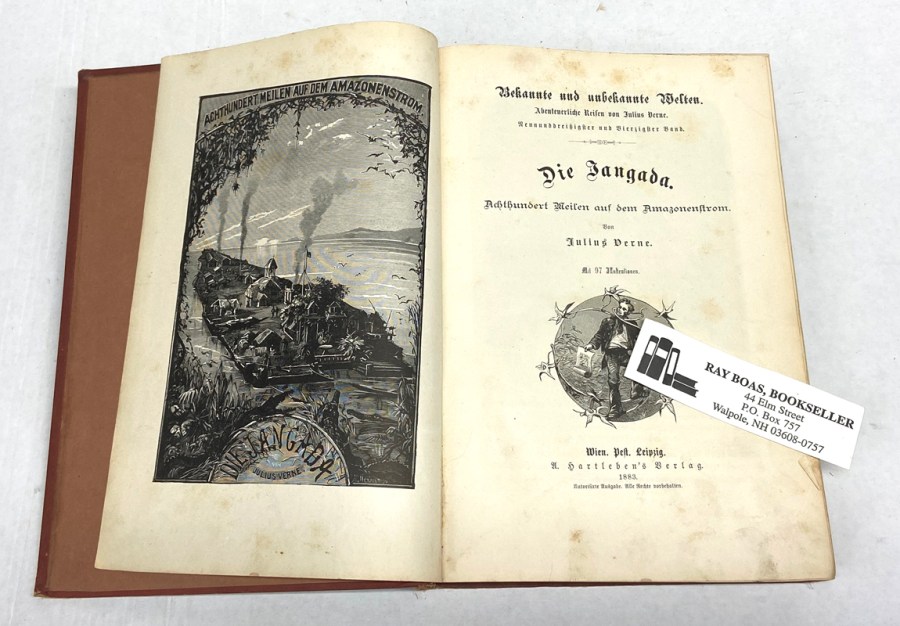 ACHTHUNDERT MEILEN AUF DEM AMAZONENSTROM
DIE JANGADA
JULIUS VERNE
Bekannte und unbekannte Welten.
Abenteuerliche Reisen von Julius Verne.
Neununddreißigster und Vierzigster Band.
Die Jangada.
Achthundert Meilen auf dem Amazonenstrom.
Von
Julius Verne.
Mit 97 Illustrationen.
Wien. Pest. Leipzig.
A. Hartleben's Verlag.
1883.
Autorisirte Ausgabe. Alle Rechte vorbehalten.
RAY BOAS, BOOKSELLER
44 Elm Street
P.O. Box 757
Walpole, NH 03608-0757